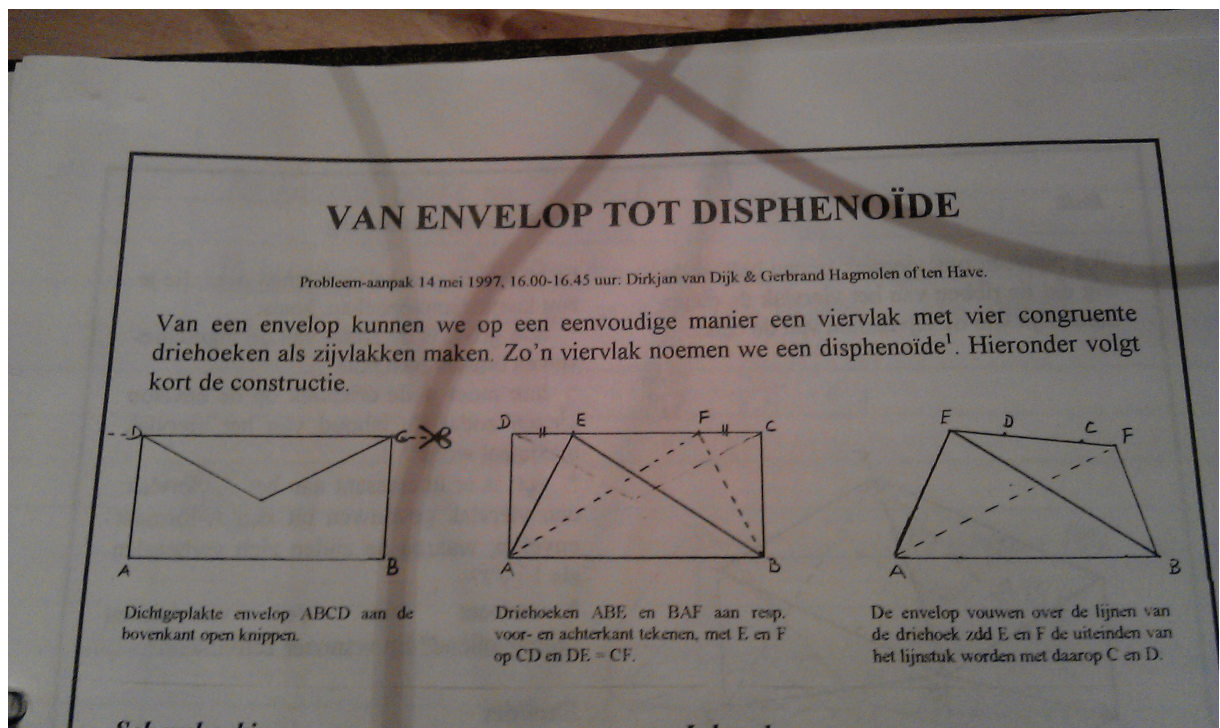 VAN ENVELOP TOT DISPHENOÏDE
Probleem-aanpak 14 mei 1997, 16.00-16.45 uur: Dirkjan van Dijk & Gerbrand Hagmolen of ten Have.
Van een envelop kunnen we op een eenvoudige manier een viervlak met vier congruente
driehoeken als zijvlakken maken. Zo'n viervlak noemen we een disphenoïde¹. Hieronder volgt
kort de constructie.
D C
A B
D E F C
A B
E D C F
A B
Dichtgeplakte envelop ABCD aan de
bovenkant open knippen.
Driehoeken ABE en BAF aan resp.
voor- en achterkant tekenen, met E en F
op CD en DE = CF.
De envelop vouwen over de lijnen van
de driehoek zdd E en F de uiteinden van
het lijnstuk worden met daarop C en D.